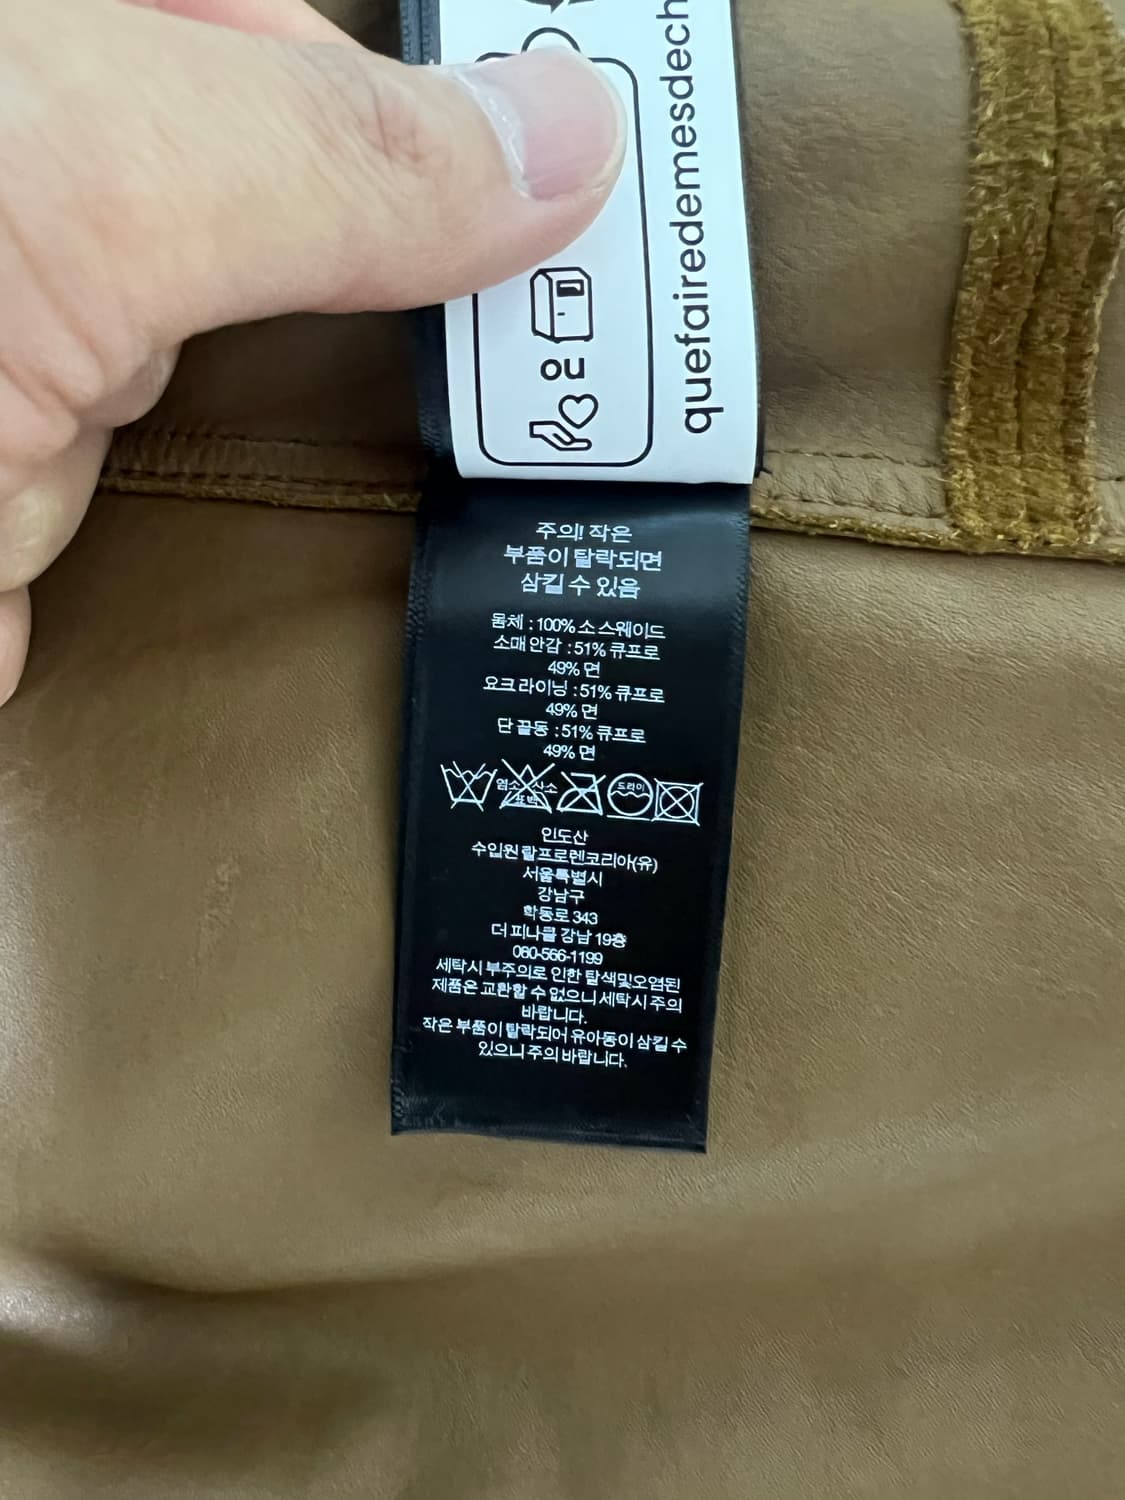 quefairedemesdech
OU
주의! 작은
부품이 탈락되면
삼킬 수 있음
몸체 : 100% 소 스웨이드
소매 안감 : 51% 큐프로
49% 면
요크 라이닝 : 51% 큐프로
49% 면
단 끝동 : 51% 큐프로
49% 면
염소 산소
표백
드라이
인도산
수입원 랄프로렌코리아(유)
서울특별시
강남구
학동로 343
더 피나클 강남 19층
080-566-1199
세탁시 부주의로 인한 탈색및오염된
제품은 교환할 수 없으니 세탁시 주의
바랍니다.
작은 부품이 탈락되어 유아동이 삼킬 수
있으니 주의 바랍니다.